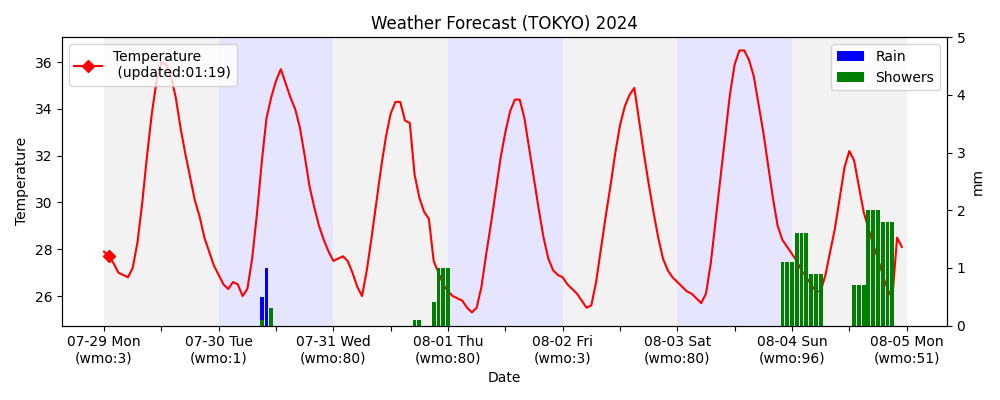 Weather Forecast (TOKYO) 2024
Temperature
(updated:01:19)
Rain
Showers
36
34
32
30
28
26
Temperature
5
4
3
2
1
0
mm
07-29 Mon
(wmo:3)
07-30 Tue
(wmo:1)
07-31 Wed
(wmo:80)
08-01 Thu
(wmo:80)
08-02 Fri
(wmo:3)
08-03 Sat
(wmo:80)
08-04 Sun
(wmo:96)
08-05 Mon
(wmo:51)
Date